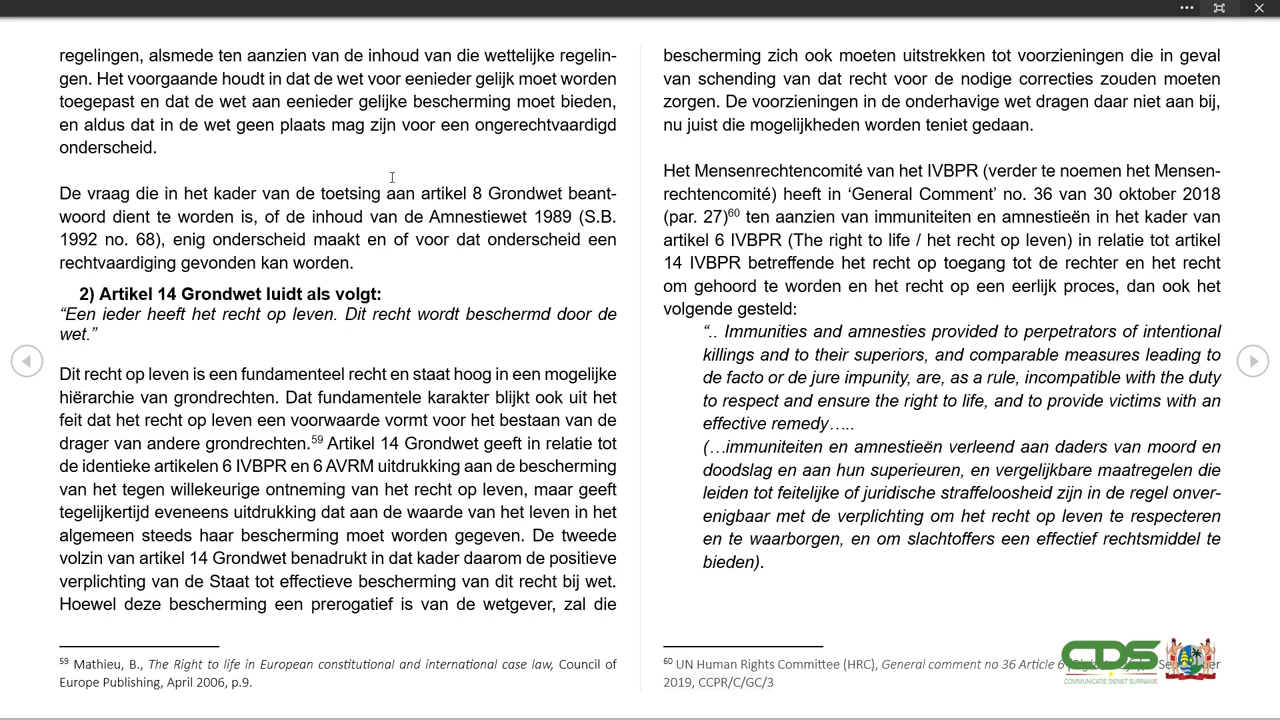 regelingen, alsmede ten aanzien van de inhoud van die wettelijke regelin-
gen. Het voorgaande houdt in dat de wet voor eenieder gelijk moet worden
toegepast en dat de wet aan eenieder gelijke bescherming moet bieden,
en aldus dat in de wet geen plaats mag zijn voor een ongerechtvaardigd
onderscheid.
De vraag die in het kader van de toetsing aan artikel 8 Grondwet beant-
woord dient te worden is, of de inhoud van de Amnestiewet 1989 (S.B.
1992 no. 68), enig onderscheid maakt en of voor dat onderscheid een
rechtvaardiging gevonden kan worden.
2) Artikel 14 Grondwet luidt als volgt:
“Een ieder heeft het recht op leven. Dit recht wordt beschermd door de
wet.”
Dit recht op leven is een fundamenteel recht en staat hoog in een mogelijke
hiërarchie van grondrechten. Dat fundamentele karakter blijkt ook uit het
feit dat het recht op leven een voorwaarde vormt voor het bestaan van de
drager van andere grondrechten.59 Artikel 14 Grondwet geeft in relatie tot
de identieke artikelen 6 IVBPR en 6 AVRM uitdrukking aan de bescherming
van het tegen willekeurige ontneming van het recht op leven, maar geeft
tegelijkertijd eveneens uitdrukking dat aan de waarde van het leven in het
algemeen steeds haar bescherming moet worden gegeven. De tweede
volzin van artikel 14 Grondwet benadrukt in dat kader daarom de positieve
verplichting van de Staat tot effectieve bescherming van dit recht bij wet.
Hoewel deze bescherming een prerogatief is van de wetgever, zal die
59 Mathieu, B., The Right to life in European constitutional and international case law, Council of
Europe Publishing, April 2006, p.9.
bescherming zich ook moeten uitstrekken tot voorzieningen die in geval
van schending van dat recht voor de nodige correcties zouden moeten
zorgen. De voorzieningen in de onderhavige wet dragen daar niet aan bij,
nu juist die mogelijkheden worden teniet gedaan.
Het Mensenrechtencomité van het IVBPR (verder te noemen het Mensen-
rechtencomité) heeft in ‘General Comment’ no. 36 van 30 oktober 2018
(par. 27)60 ten aanzien van immuniteiten en amnestieën in het kader van
artikel 6 IVBPR (The right to life / het recht op leven) in relatie tot artikel
14 IVBPR betreffende het recht op toegang tot de rechter en het recht
om gehoord te worden en het recht op een eerlijk proces, dan ook het
volgende gesteld:
“.. Immunities and amnesties provided to perpetrators of intentional
killings and to their superiors, and comparable measures leading to
de facto or de jure impunity, are, as a rule, incompatible with the duty
to respect and ensure the right to life, and to provide victims with an
effective remedy…..
(…immuniteiten en amnestieën verleend aan daders van moord en
doodslag en aan hun superieuren, en vergelijkbare maatregelen die
leiden tot feitelijke of juridische straffeloosheid zijn in de regel onver-
enigbaar met de verplichting om het recht op leven te respecteren
en te waarborgen, en om slachtoffers een effectief rechtsmiddel te
bieden).
60 UN Human Rights Committee (HRC), General comment no 36 Article 6
2019, CCPR/C/GC/3
CDS
COMMUNICATIE DIENST SURINAME